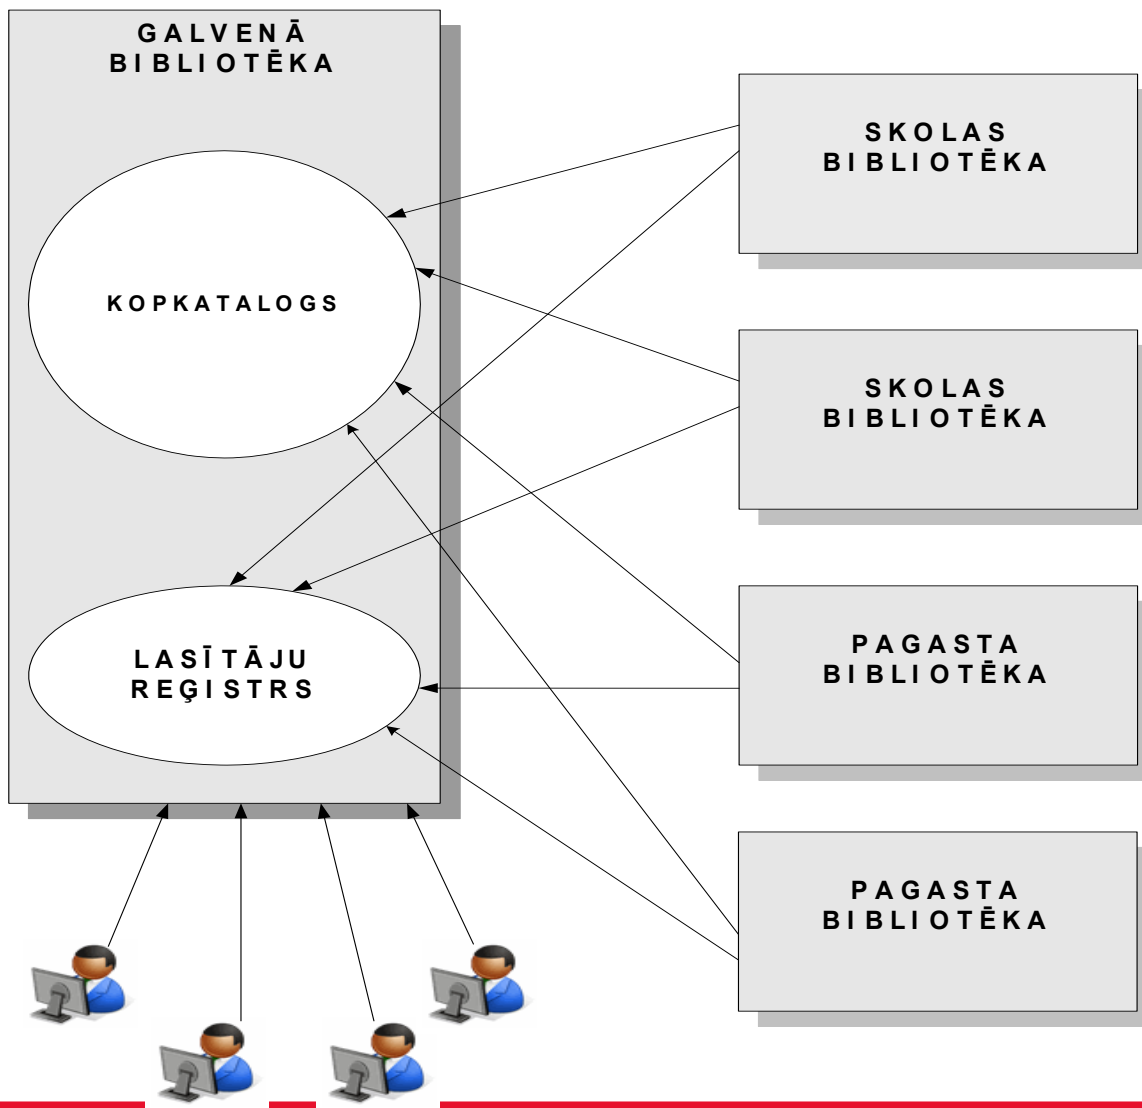 GALVENĀ
BIBLIOTĒKA
KOPKATALOGS
LASĪTĀJU
REĢISTRS
SKOLAS
BIBLIOTĒKA
SKOLAS
BIBLIOTĒKA
PAGASTA
BIBLIOTĒKA
PAGASTA
BIBLIOTĒKA